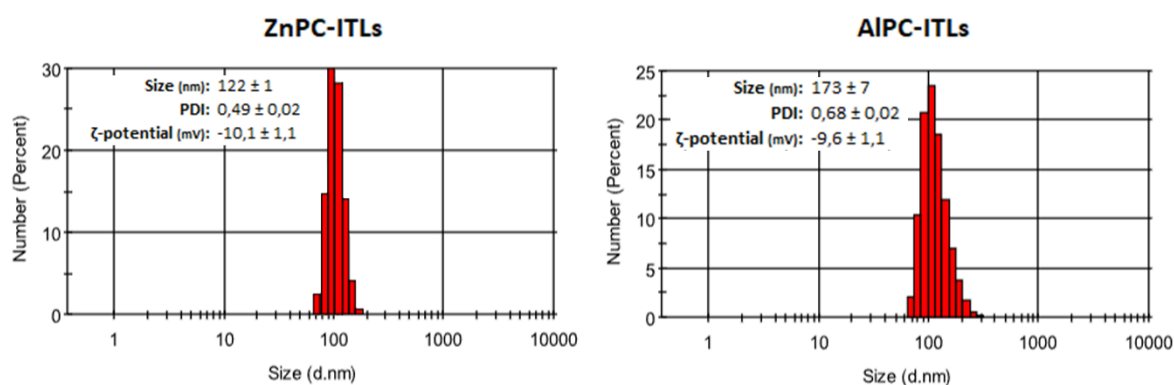 ZnPC-ITLs
Size (nm): 122 ± 1
PDI: 0,49 ± 0,02
ζ-potential (mV): -10,1 ± 1,1
Number (Percent)
30
20
10
0
1 10 100 1000 10000
Size (d.nm)
AlPC-ITLs
Size (nm): 173 ± 7
PDI: 0,68 ± 0,02
ζ-potential (mV): -9,6 ± 1,1
Number (Percent)
25
20
15
10
5
0
1 10 100 1000 10000
Size (d.nm)